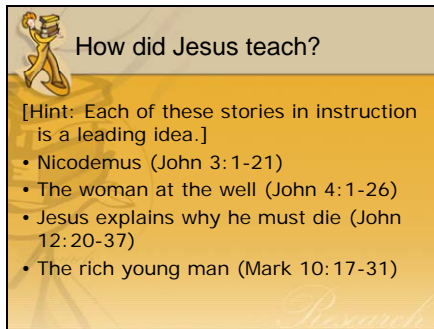 How did Jesus teach?
[Hint: Each of these stories in instruction
is a leading idea.]
• Nicodemus (John 3:1-21)
• The woman at the well (John 4:1-26)
• Jesus explains why he must die (John
12:20-37)
• The rich young man (Mark 10:17-31)
Research